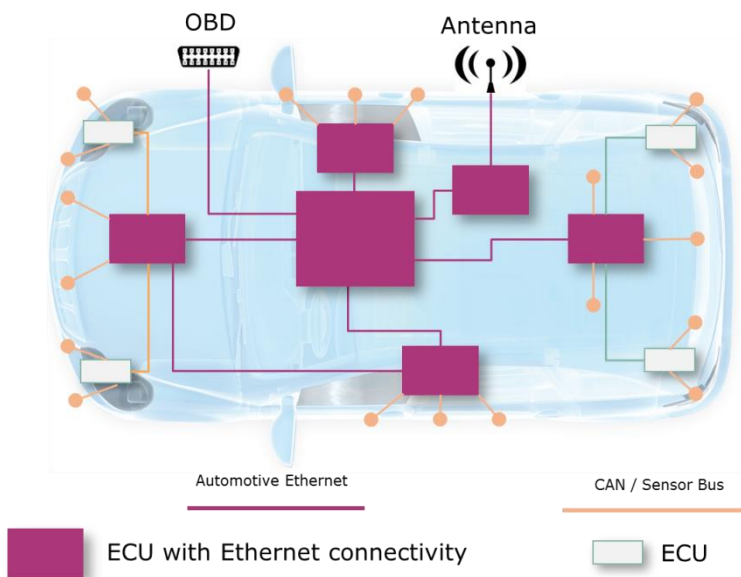 OBD
Antenna
Automotive Ethernet
CAN / Sensor Bus
ECU with Ethernet connectivity
ECU